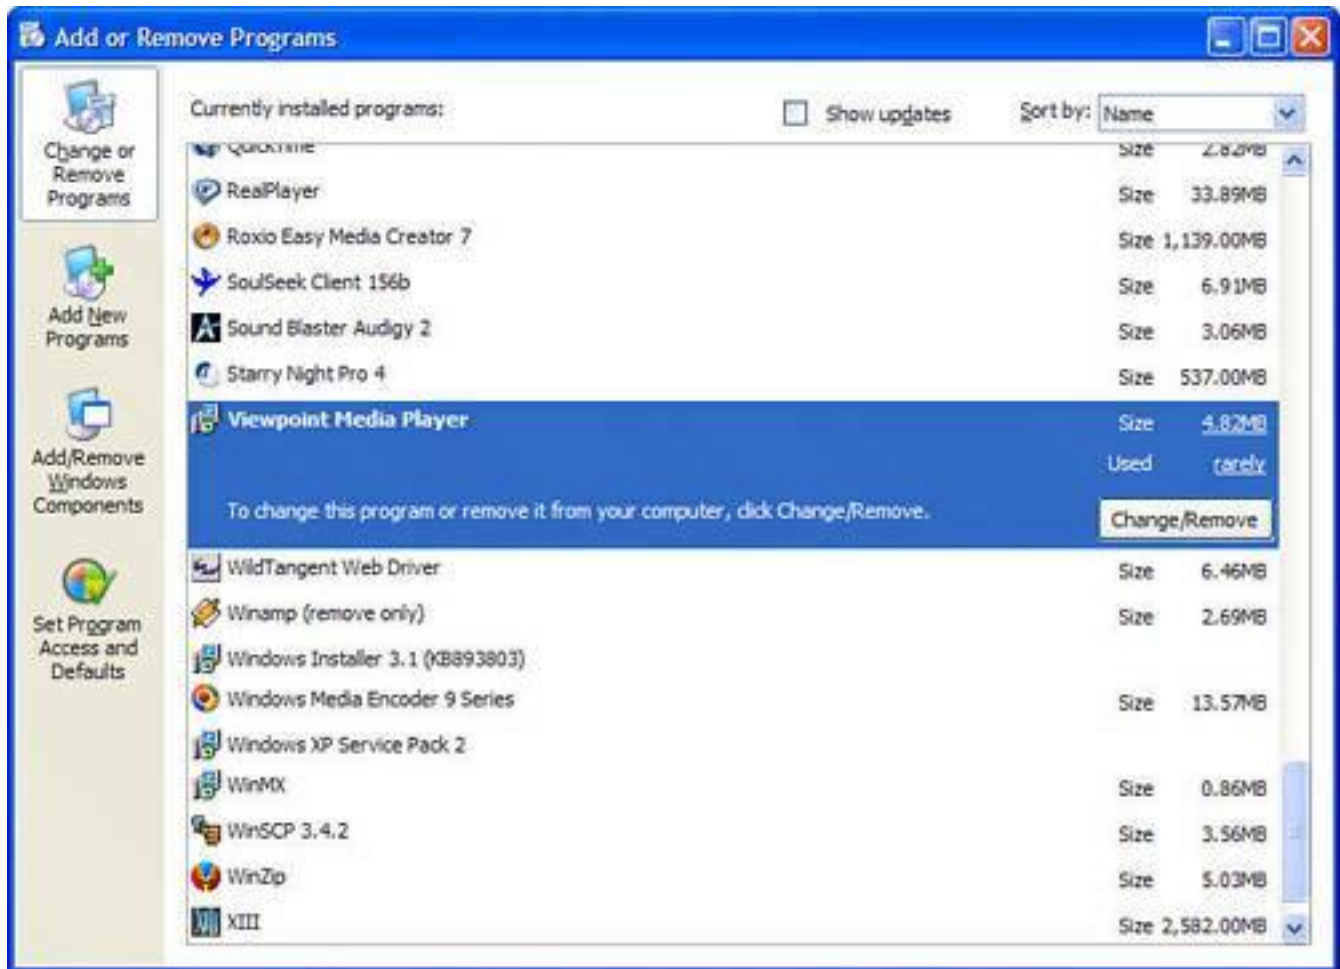 Add or Remove Programs
Change or
Remove
Programs
Add New
Programs
Add/Remove
Windows
Components
Set Program
Access and
Defaults
Currently installed programs: Show updates Sort by: Name
QuickTime Size 2.82MB
RealPlayer Size 33.89MB
Roxio Easy Media Creator 7 Size 1,139.00MB
SoulSeek Client 156b Size 6.91MB
Sound Blaster Audigy 2 Size 3.06MB
Starry Night Pro 4 Size 537.00MB
Viewpoint Media Player Size 4.82MB
Used rarely
To change this program or remove it from your computer, click Change/Remove. Change/Remove
WildTangent Web Driver Size 6.46MB
Winamp (remove only) Size 2.69MB
Windows Installer 3.1 (KB893803)
Windows Media Encoder 9 Series Size 13.57MB
Windows XP Service Pack 2
WinMX Size 0.86MB
WinSCP 3.4.2 Size 3.56MB
WinZip Size 5.03MB
XIII Size 2,582.00MB